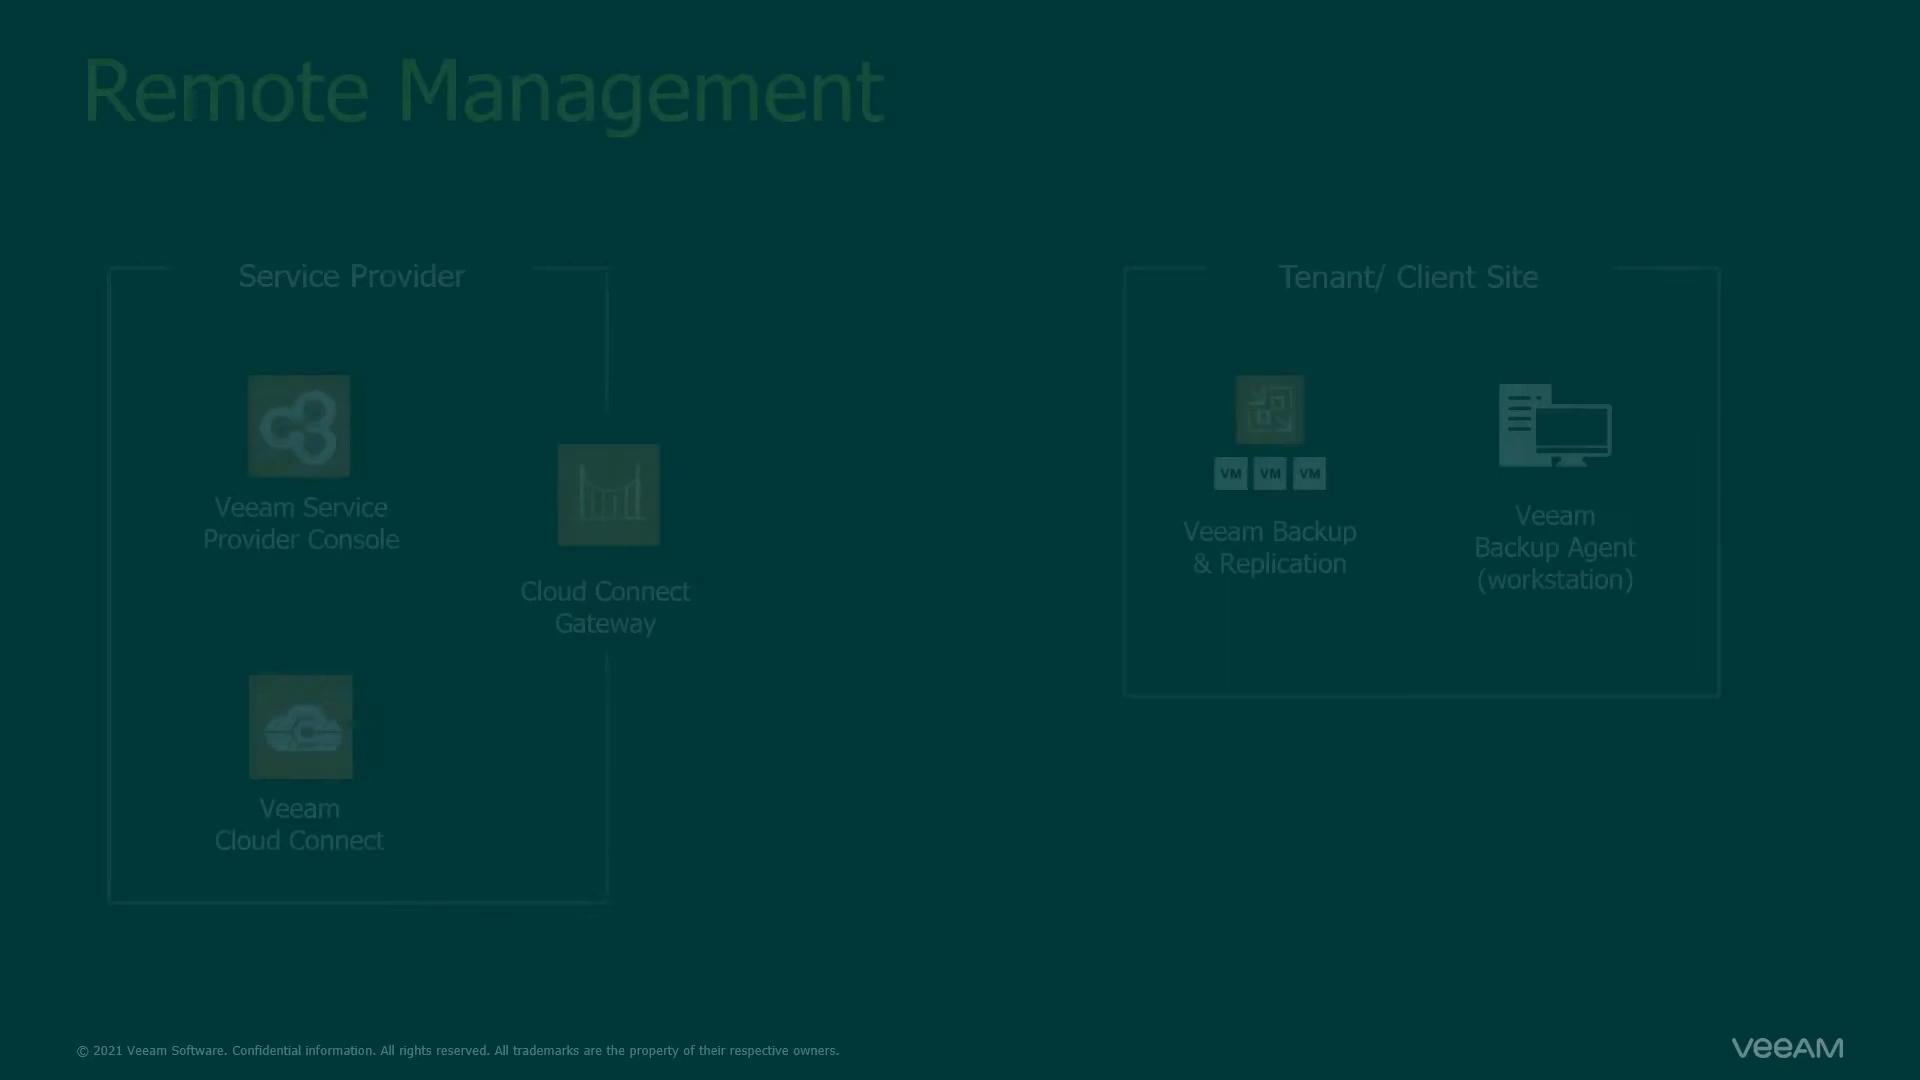 Remote Management
Service Provider
Tenant/ Client Site
Veeam Service
Provider Console
Cloud Connect
Gateway
Veeam
Cloud Connect
VM VM VM
Veeam Backup
& Replication
Veeam
Backup Agent
(workstation)
© 2021 Veeam Software. Confidential information. All rights reserved. All trademarks are the property of their respective owners.
veeAM